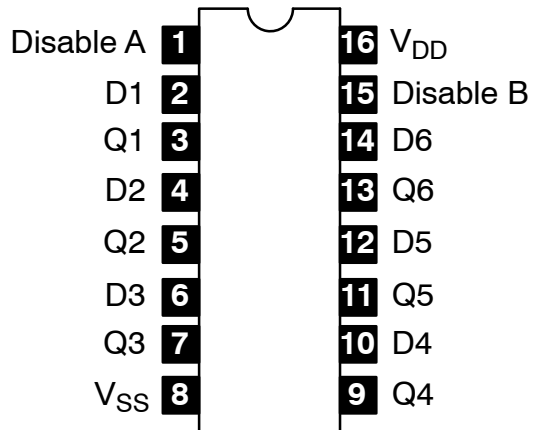 Disable A 1 16 VDD
D1 2 15 Disable B
Q1 3 14 D6
D2 4 13 Q6
Q2 5 12 D5
D3 6 11 Q5
Q3 7 10 D4
VSS 8 9 Q4